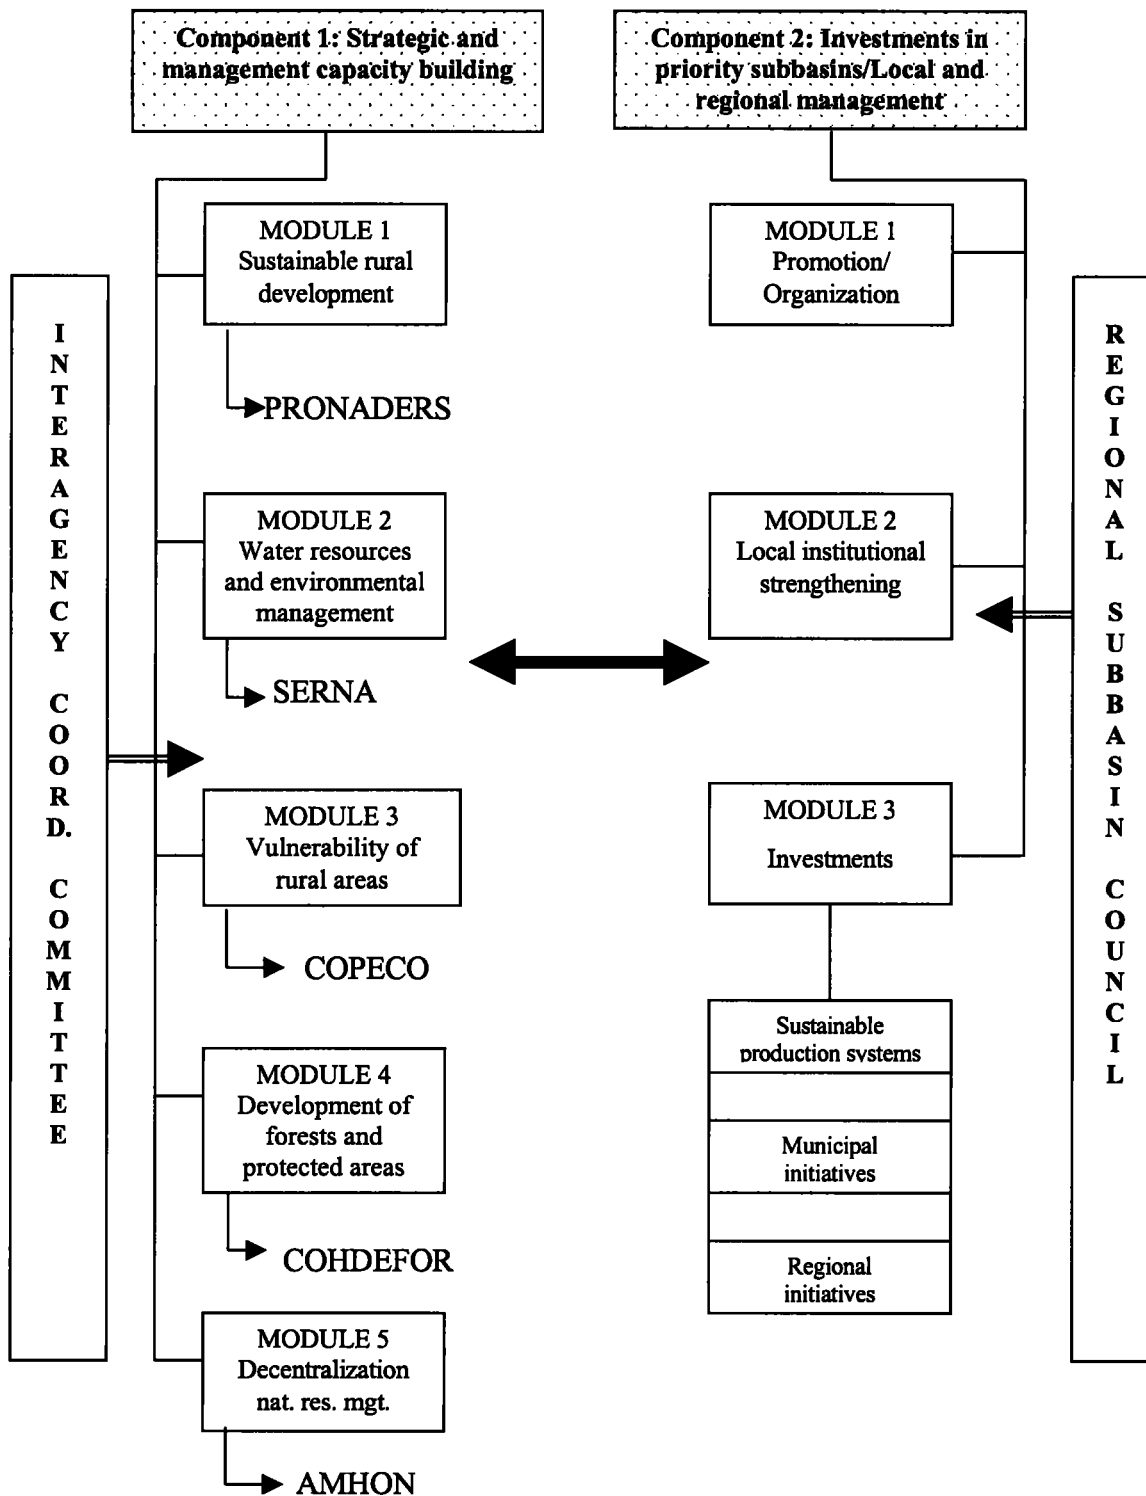 Component 1: Strategic and
management capacity building
Component 2: Investments in
priority subbasins/Local and
regional management
INTERAGENCY COORD. COMMITTEE
MODULE 1
Sustainable rural
development
PRONADERS
MODULE 2
Water resources
and environmental
management
SERNA
MODULE 3
Vulnerability of
rural areas
COPECO
MODULE 4
Development of
forests and
protected areas
COHDEFOR
MODULE 5
Decentralization
nat. res. mgt.
AMHON
MODULE 1
Promotion/
Organization
MODULE 2
Local institutional
strengthening
MODULE 3
Investments
Sustainable
production systems
Municipal
initiatives
Regional
initiatives
REGIONAL SUBBASIN COUNCIL